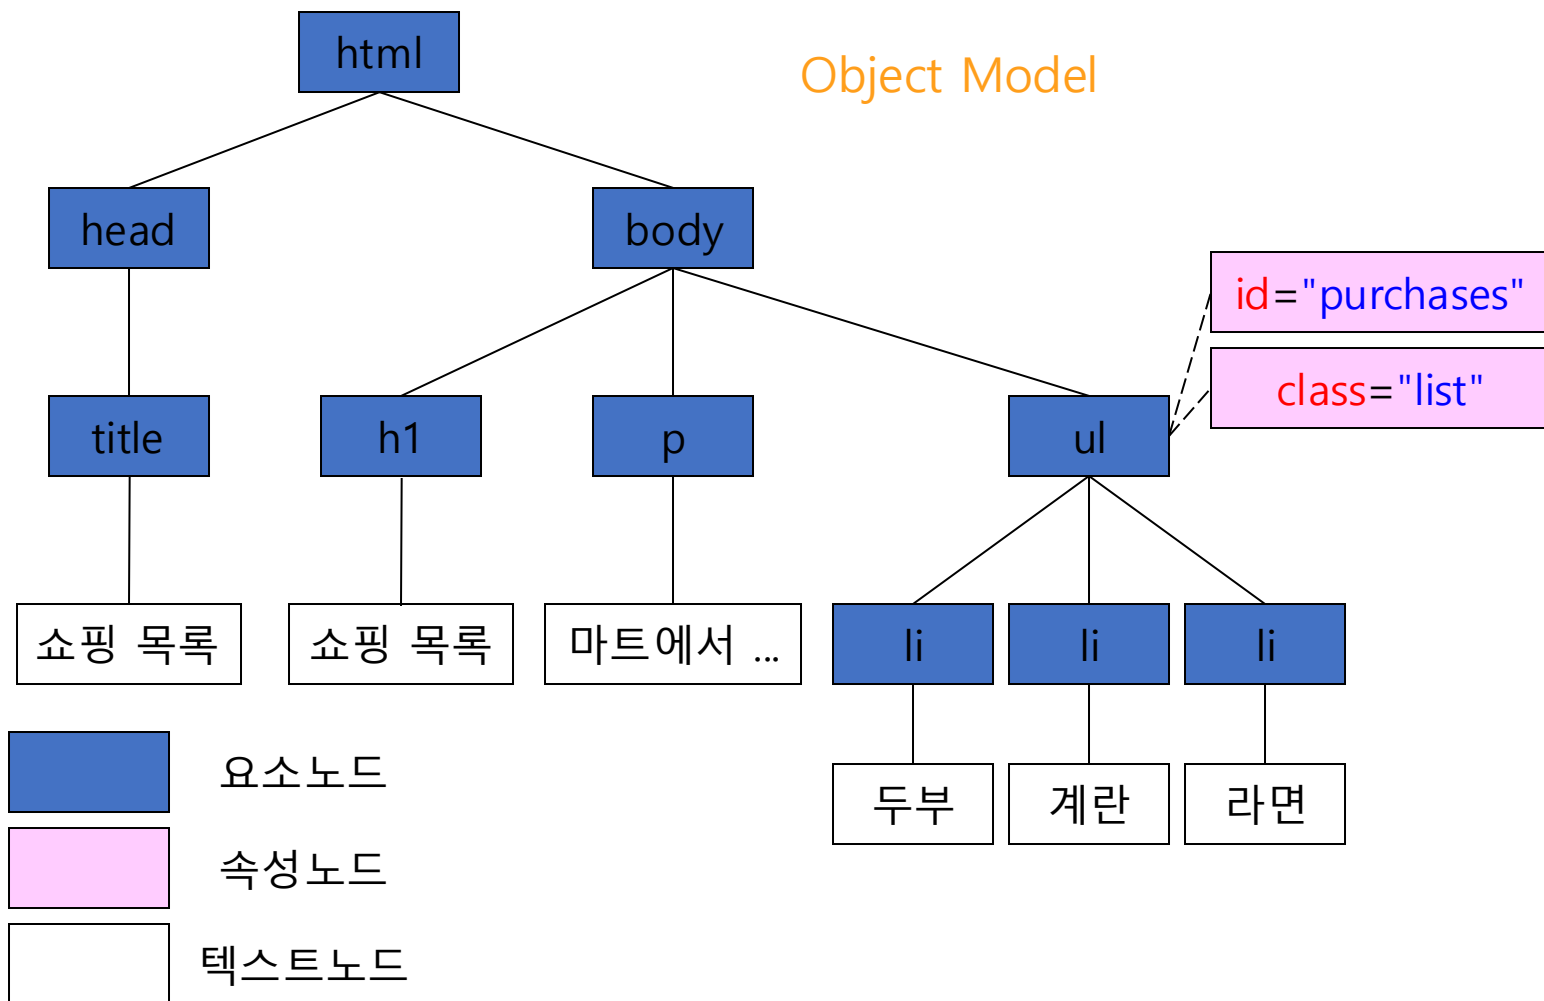 html
Object Model
head
body
id="purchases"
class="list"
title
h1
p
ul
쇼핑 목록
쇼핑 목록
마트에서 ...
li
li
li
두부
계란
라면
요소노드
속성노드
텍스트노드